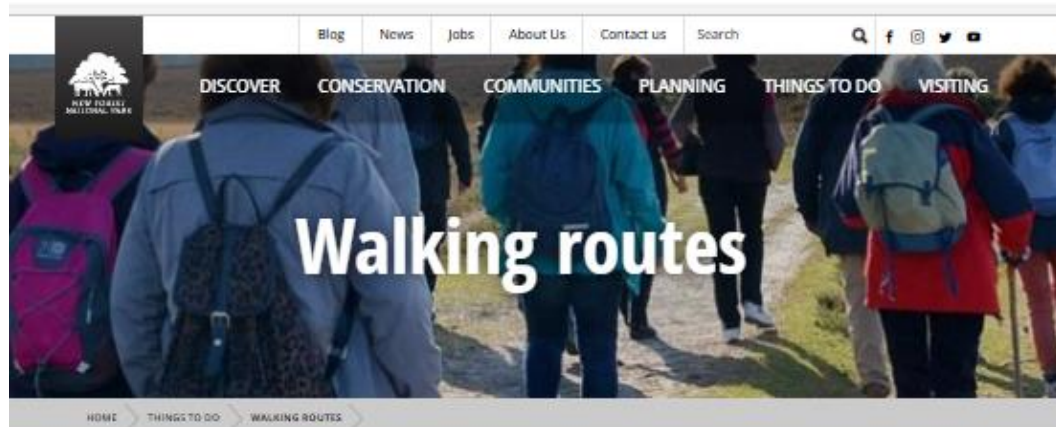 Blog News Jobs About Us Contact us Search
NEW FOREST
NATIONAL PARK
DISCOVER CONSERVATION COMMUNITIES PLANNING THINGS TO DO VISITING
Walking routes
HOME THINGS TO DO WALKING ROUTES